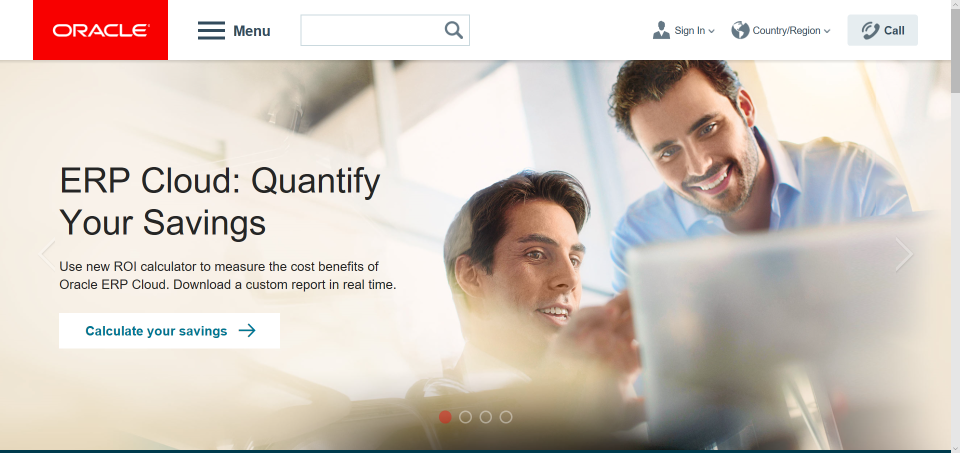 ORACLE
Menu
Sign In
Country/Region
Call
ERP Cloud: Quantify
Your Savings
Use new ROI calculator to measure the cost benefits of
Oracle ERP Cloud. Download a custom report in real time.
Calculate your savings